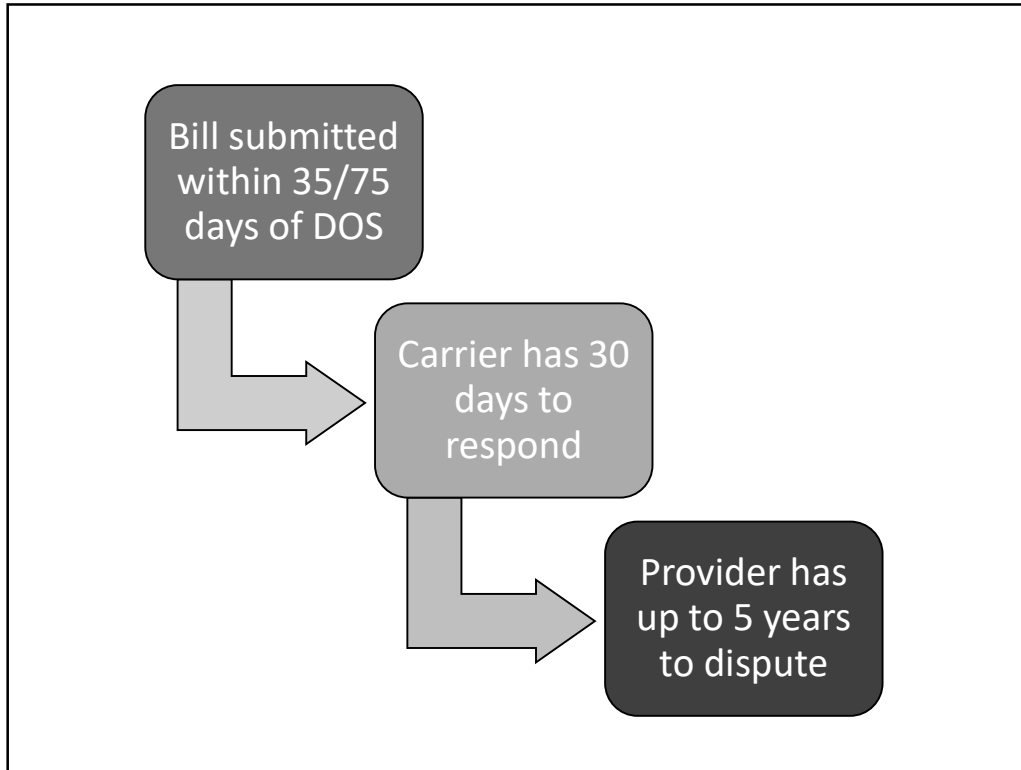 Bill submitted
within 35/75
days of DOS
Carrier has 30
days to
respond
Provider has
up to 5 years
to dispute